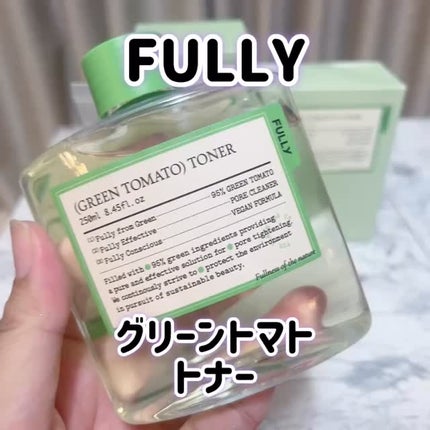 FULLY
FULLY
(GREEN TOMATO) TONER
250ml 8.45fl.oz
95% GREEN TOMATO
PORE CLEANER
VEGAN FORMULA
Fully from Green
Fully Effective
Fully Conscious
Filled with 95% green ingredients providing
a pure and effective solution for pore tightening.
We continously strive to protect the environment
in pursuit of sustainable beauty.
Fullness of the nature
グリーントマト
トナー